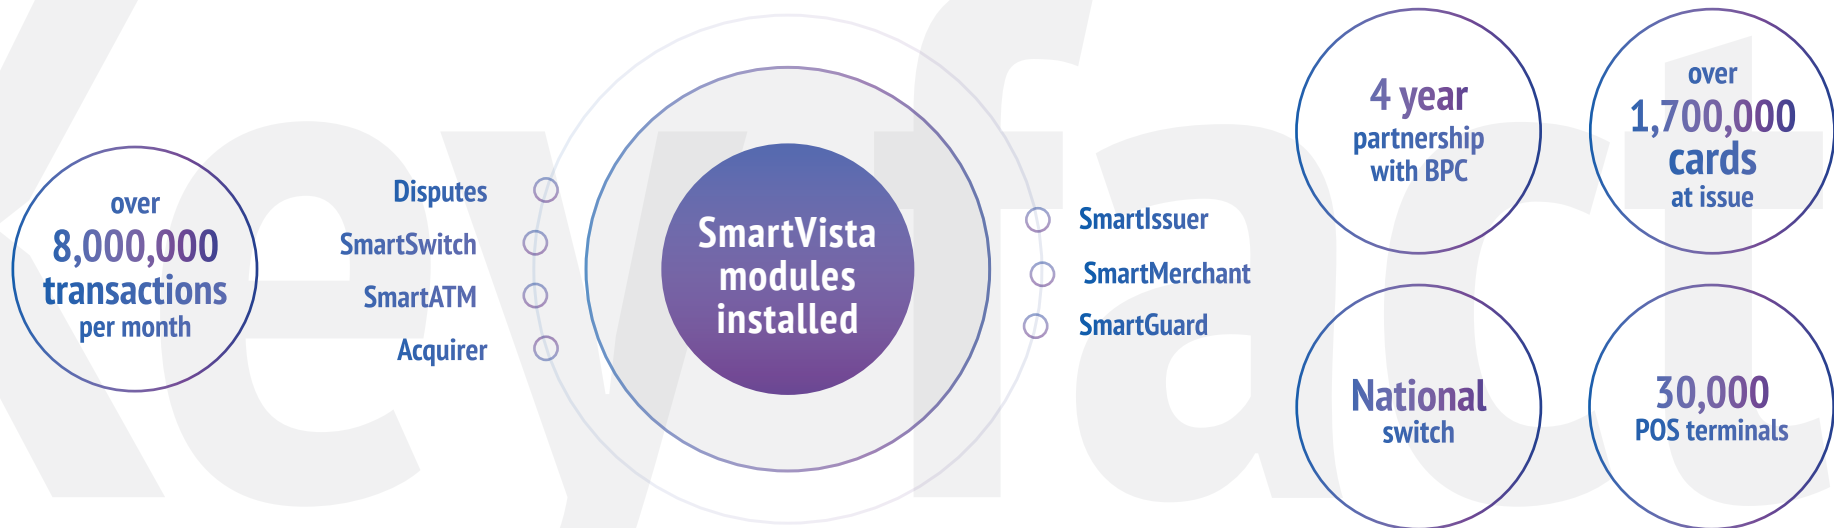 Key fact
over
8,000,000
transactions
per month
Disputes
SmartSwitch
SmartATM
Acquirer
SmartVista
modules
installed
SmartIssuer
SmartMerchant
SmartGuard
4 year
partnership
with BPC
over
1,700,000
cards
at issue
National
switch
30,000
POS terminals